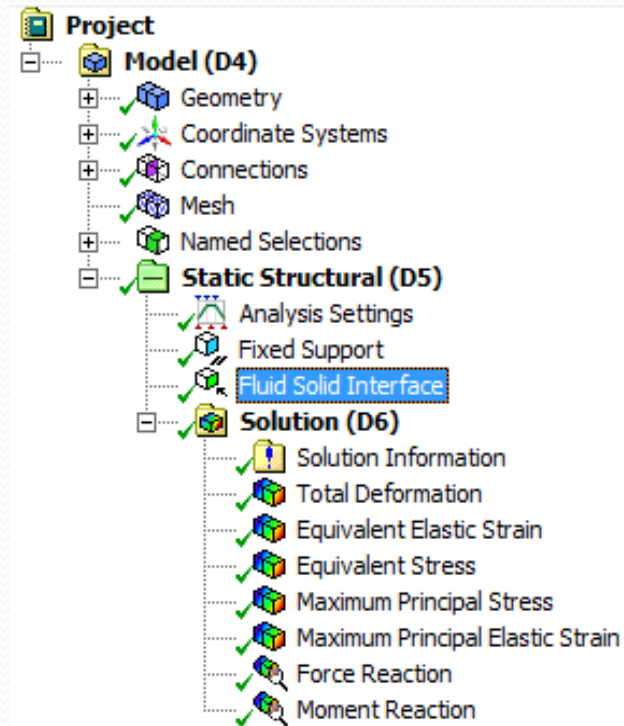 Project
Model (D4)
Geometry
Coordinate Systems
Connections
Mesh
Named Selections
Static Structural (D5)
Analysis Settings
Fixed Support
Fluid Solid Interface
Solution (D6)
Solution Information
Total Deformation
Equivalent Elastic Strain
Equivalent Stress
Maximum Principal Stress
Maximum Principal Elastic Strain
Force Reaction
Moment Reaction